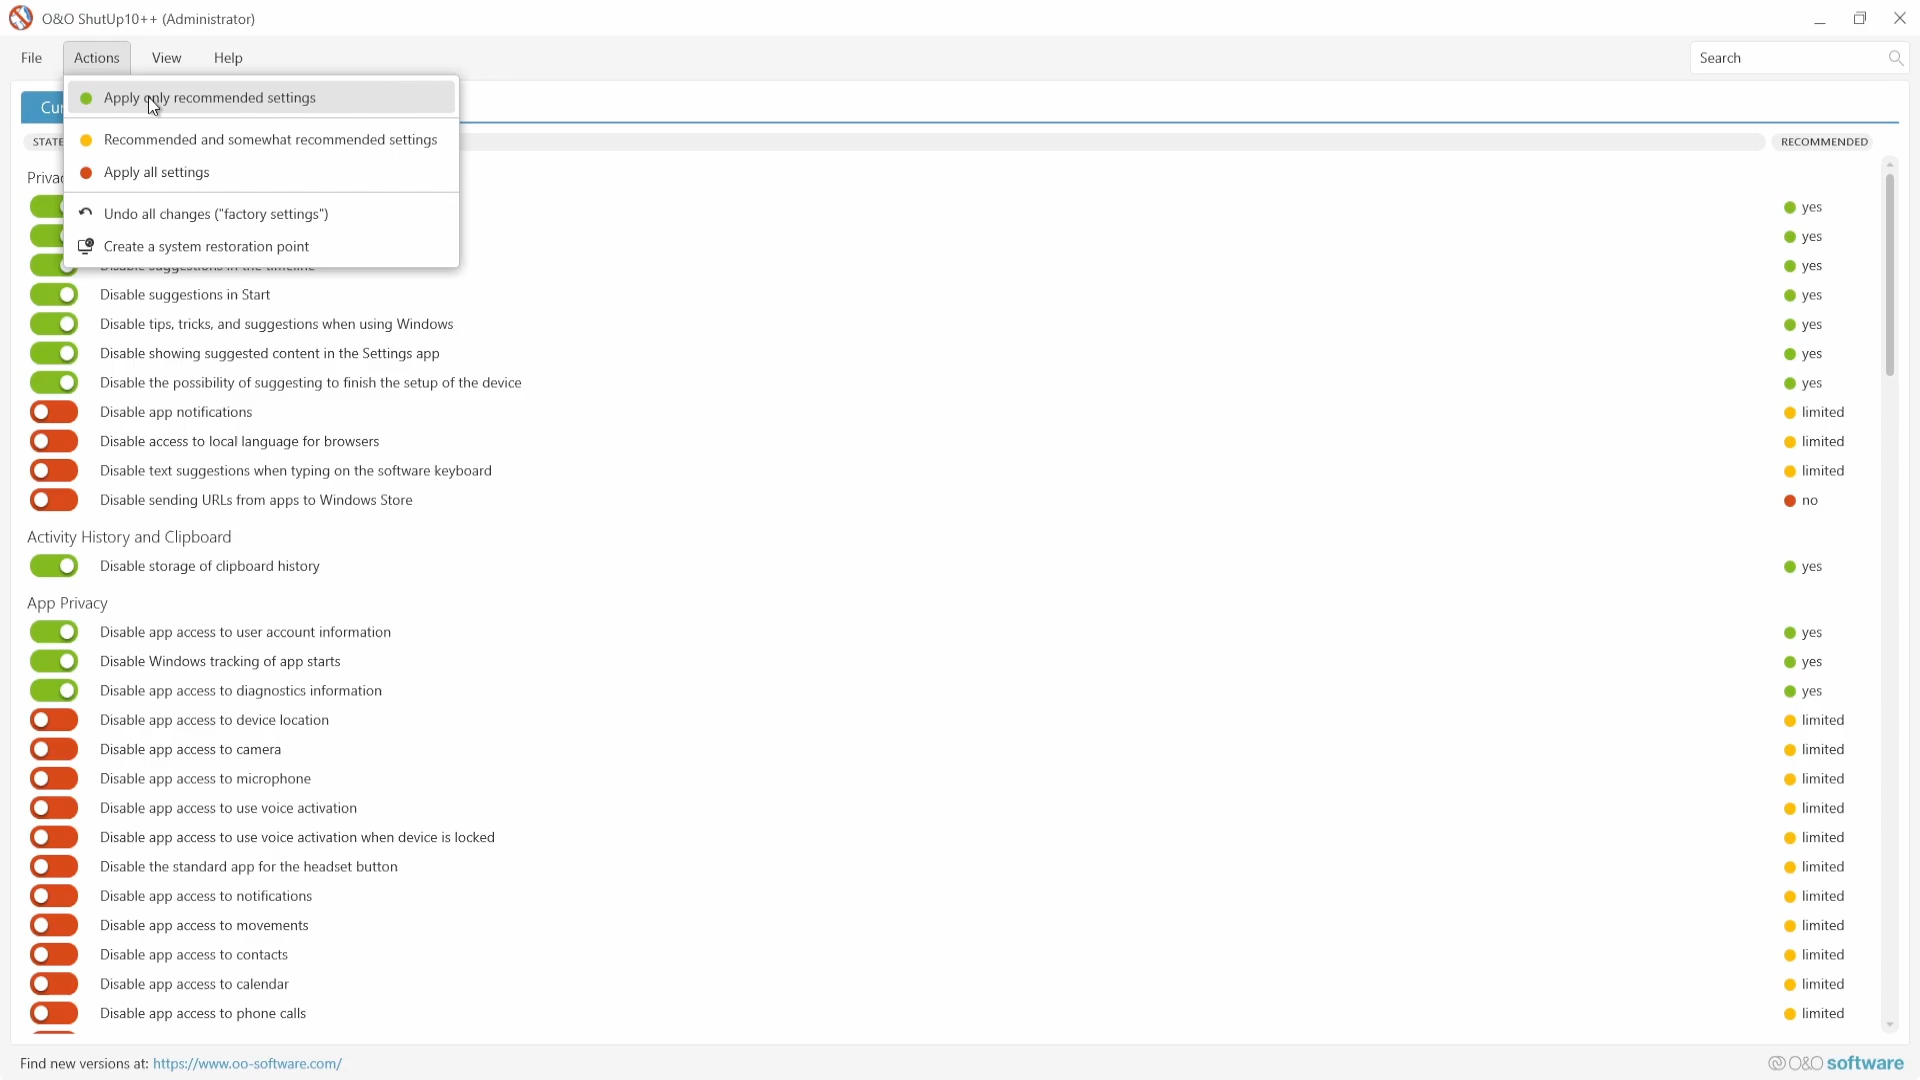 O&O ShutUp10++ (Administrator)
File Actions View Help
Search
Apply only recommended settings
Cur
Recommended and somewhat recommended settings
STATE
RECOMMENDED
Apply all settings
Undo all changes ("factory settings")
yes
yes
Create a system restoration point
Disable suggestions in the timeline yes
Disable suggestions in Start yes
Disable tips, tricks, and suggestions when using Windows yes
Disable showing suggested content in the Settings app yes
Disable the possibility of suggesting to finish the setup of the device yes
Disable app notifications limited
Disable access to local language for browsers limited
Disable text suggestions when typing on the software keyboard limited
Disable sending URLs from apps to Windows Store no
Activity History and Clipboard
Disable storage of clipboard history yes
App Privacy
Disable app access to user account information yes
Disable Windows tracking of app starts yes
Disable app access to diagnostics information yes
Disable app access to device location limited
Disable app access to camera limited
Disable app access to microphone limited
Disable app access to use voice activation limited
Disable app access to use voice activation when device is locked limited
Disable the standard app for the headset button limited
Disable app access to notifications limited
Disable app access to movements limited
Disable app access to contacts limited
Disable app access to calendar limited
Disable app access to phone calls limited
Find new versions at: https://www.oo-software.com/
O&O software